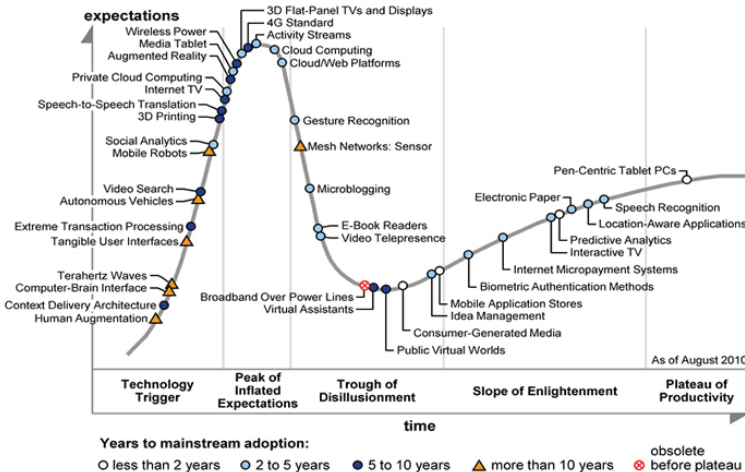 expectations
3D Flat-Panel TVs and Displays
4G Standard
Wireless Power
Activity Streams
Media Tablet
Cloud Computing
Augmented Reality
Cloud/Web Platforms
Private Cloud Computing
Internet TV
Speech-to-Speech Translation
3D Printing
Gesture Recognition
Social Analytics
Mesh Networks: Sensor
Mobile Robots
Pen-Centric Tablet PCs
Video Search
Microblogging
Autonomous Vehicles
Electronic Paper
Speech Recognition
Extreme Transaction Processing
E-Book Readers
Location-Aware Applications
Tangible User Interfaces
Video Telepresence
Predictive Analytics
Interactive TV
Terahertz Waves
Internet Micropayment Systems
Computer-Brain Interface
Biometric Authentication Methods
Broadband Over Power Lines
Context Delivery Architecture
Mobile Application Stores
Virtual Assistants
Human Augmentation
Idea Management
Consumer-Generated Media
Public Virtual Worlds
As of August 2010
Technology
Trigger
Peak of
Inflated
Expectations
Trough of
Disillusionment
Slope of Enlightenment
Plateau of
Productivity
time
Years to mainstream adoption:
less than 2 years
2 to 5 years
5 to 10 years
more than 10 years
obsolete
before plateau